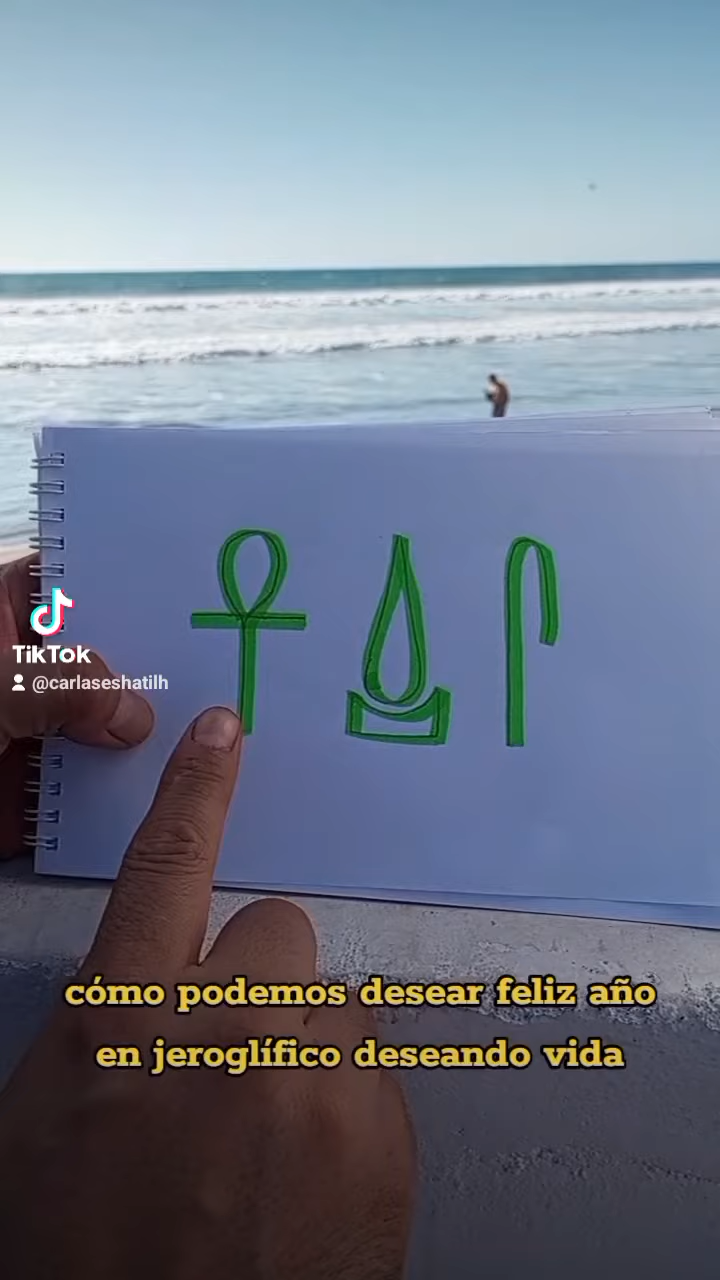 𓋹 𓍑 𓋴
TikTok
@carlaseshatilh
cómo podemos desear feliz año
en jeroglífico deseando vida